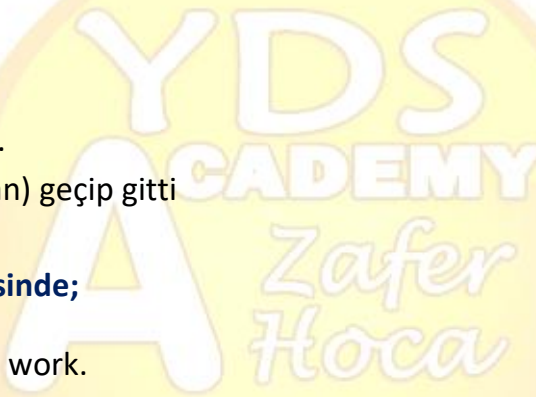 YDS
ACADEMY
.
n) geçip gitti
Zafer
sinde;
Hoca
work.